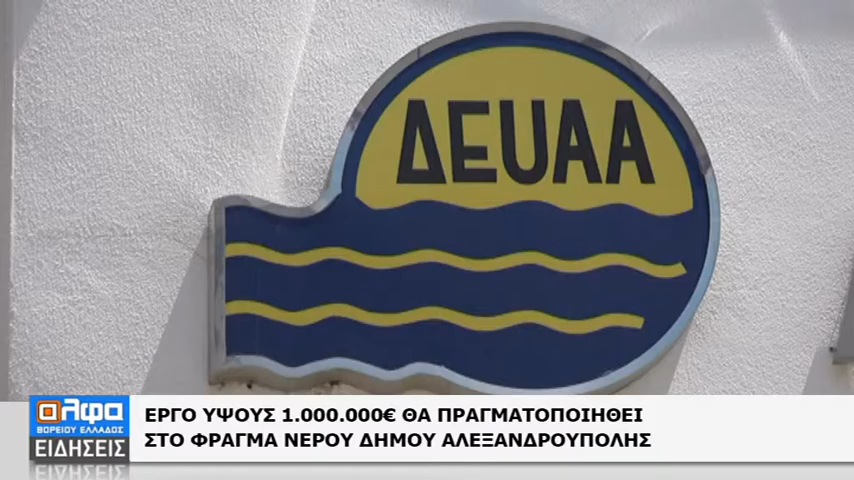 ΔΕUΑΑ
αλφα
ΒΟΡΕΙΟΥ ΕΛΛΑΔΟΣ
ΕΙΔΗΣΕΙΣ
ΕΡΓΟ ΥΨΟΥΣ 1.000.000€ ΘΑ ΠΡΑΓΜΑΤΟΠΟΙΗΘΕΙ
ΣΤΟ ΦΡΑΓΜΑ ΝΕΡΟΥ ΔΗΜΟΥ ΑΛΕΞΑΝΔΡΟΥΠΟΛΗΣ